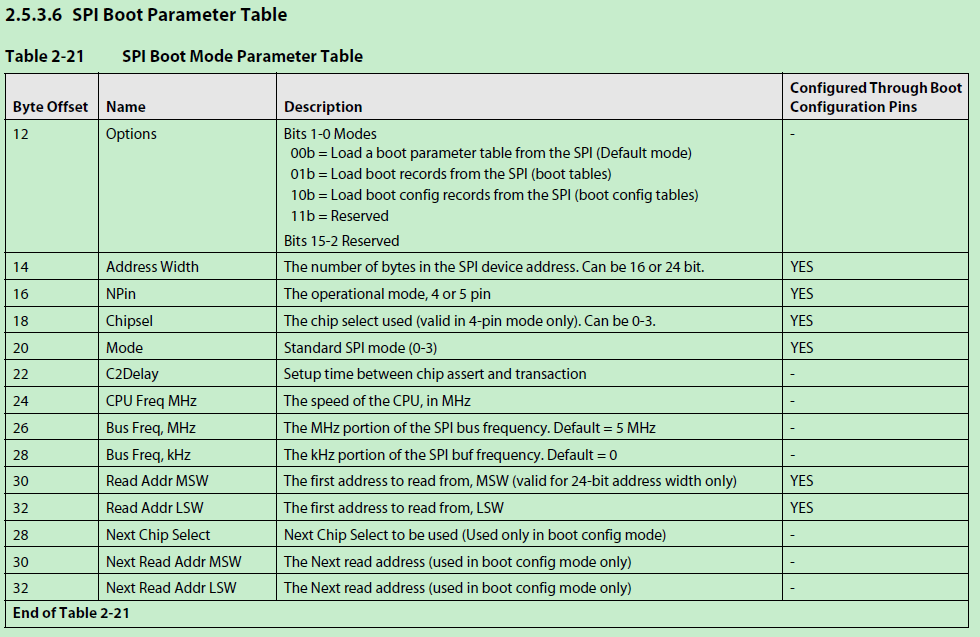 2.5.3.6 SPI Boot Parameter Table
Table 2-21 SPI Boot Mode Parameter Table
Byte Offset Name Description Configured Through Boot Configuration Pins
12 Options Bits 1-0 Modes -
00b = Load a boot parameter table from the SPI (Default mode)
01b = Load boot records from the SPI (boot tables)
10b = Load boot config records from the SPI (boot config tables)
11b = Reserved
Bits 15-2 Reserved
14 Address Width The number of bytes in the SPI device address. Can be 16 or 24 bit. YES
16 NPin The operational mode, 4 or 5 pin YES
18 Chipsel The chip select used (valid in 4-pin mode only). Can be 0-3. YES
20 Mode Standard SPI mode (0-3) YES
22 C2Delay Setup time between chip assert and transaction -
24 CPU Freq MHz The speed of the CPU, in MHz -
26 Bus Freq, MHz The MHz portion of the SPI bus frequency. Default = 5 MHz -
28 Bus Freq, kHz The kHz portion of the SPI buf frequency. Default = 0 -
30 Read Addr MSW The first address to read from, MSW (valid for 24-bit address width only) YES
32 Read Addr LSW The first address to read from, LSW YES
28 Next Chip Select Next Chip Select to be used (Used only in boot config mode) -
30 Next Read Addr MSW The Next read address (used in boot config mode only) -
32 Next Read Addr LSW The Next read address (used in boot config mode only) -
End of Table 2-21